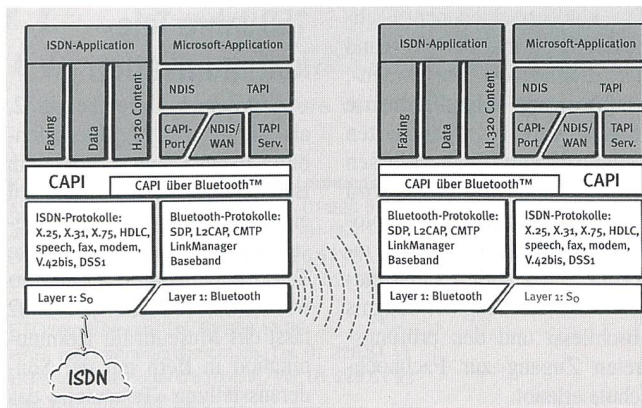 ISDN-Application
Microsoft-Application
Faxing
Data
H.320 Content
NDIS TAPI
CAPI-Port
NDIS/WAN
TAPI Serv.
CAPI
CAPI über Bluetooth™
ISDN-Protokolle:
X.25, X.31, X.75, HDLC,
speech, fax, modem,
V.42bis, DSS1
Bluetooth-Protokolle:
SDP, L2CAP, CMTP
LinkManager
Baseband
Layer 1: S₀
Layer 1: Bluetooth
ISDN
ISDN-Application
Microsoft-Application
Faxing
Data
H.320 Content
NDIS TAPI
CAPI-Port
NDIS/WAN
TAPI Serv.
CAPI über Bluetooth™
CAPI
Bluetooth-Protokolle:
SDP, L2CAP, CMTP
LinkManager
Baseband
ISDN-Protokolle:
X.25, X.31, X.75, HDLC,
speech, fax, modem,
V.42bis, DSS1
Layer 1: Bluetooth
Layer 1: S₀